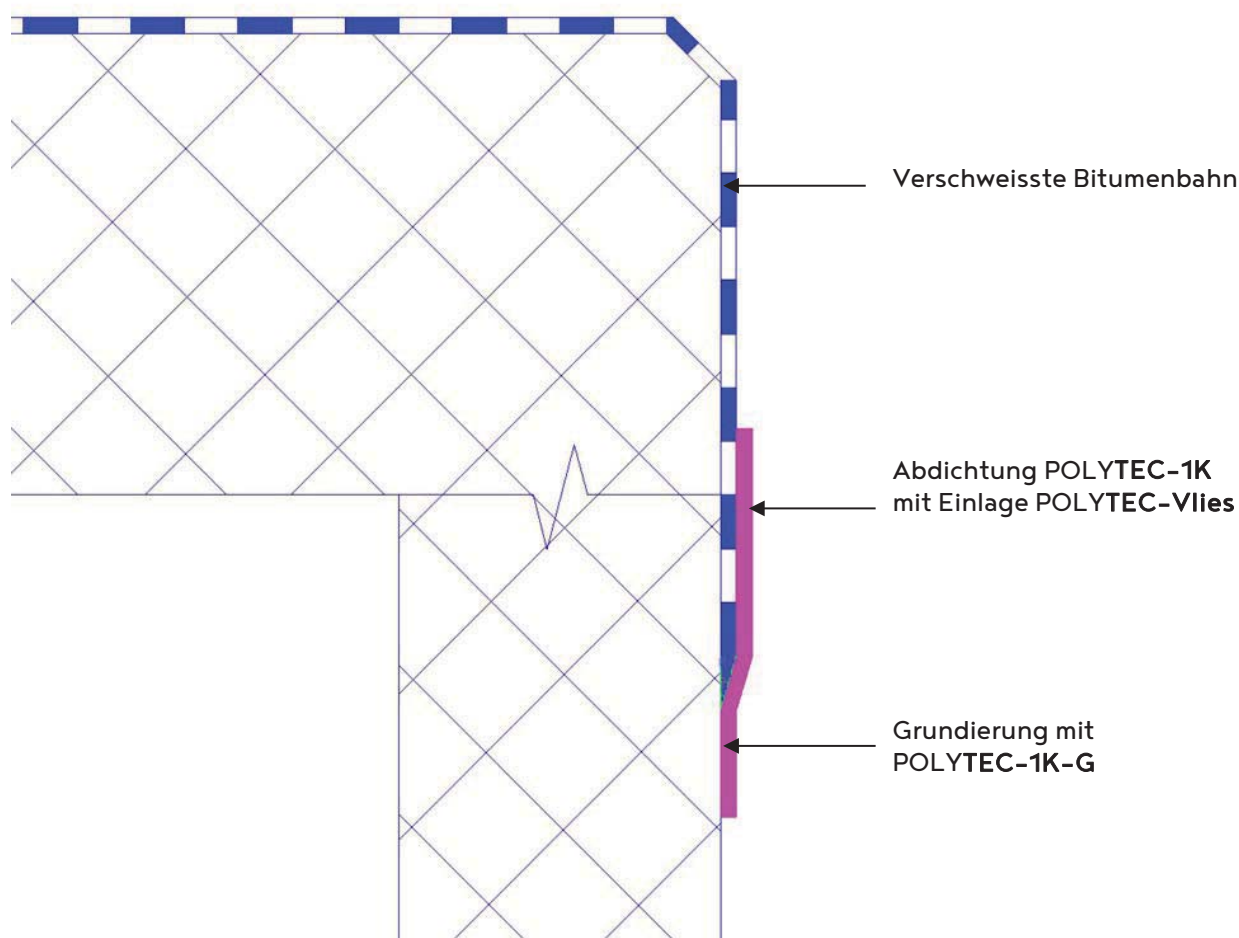 Verschweisste Bitumenbahn
Abdichtung POLYTEC-1K
mit Einlage POLYTEC-Vlies
Grundierung mit
POLYTEC-1K-G